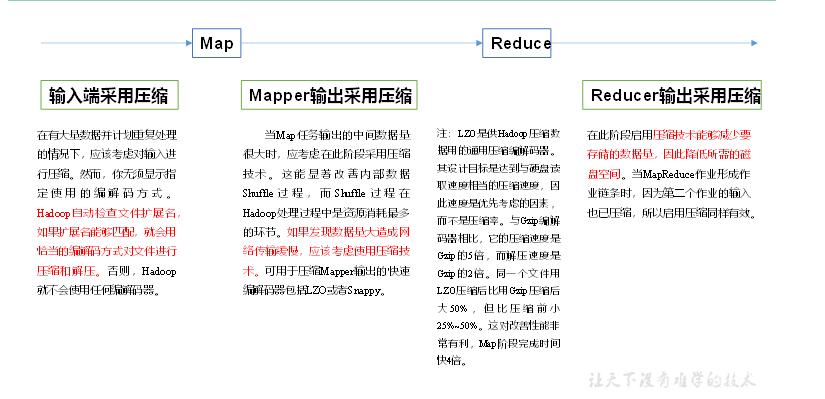 Map
Reduce
输入端采用压缩
在有大量数据并计划重复处理
的情况下，应该考虑对输入进
行压缩。然而，你无须显示指
定使用的编解码方式。
Hadoop自动检查文件扩展名，
如果扩展名能够匹配，就会用
恰当的编解码方式对文件进行
压缩和解压。否则，Hadoop
就不会使用任何编解码器。
Mapper输出采用压缩
当Map任务输出的中间数据量
很大时，应考虑在此阶段采用压缩
技术。这能显著改善内部数据
Shuffle过程，而Shuffle过程在
Hadoop处理过程中是资源消耗最多
的环节。如果发现数据量大造成网
络传输缓慢，应该考虑使用压缩技
术。可用于压缩Mapper输出的快速
编解码器包括LZO或者Snappy。
注：LZO是供Hadoop压缩数
据用的通用压缩编解码器。
其设计目标是达到与硬盘读
取速度相当的压缩速度，因
此速度是优先考虑的因素，
而不是压缩率。与Gzip编解
码器相比，它的压缩速度是
Gzip的5倍，而解压速度是
Gzip的2倍。同一个文件用
LZO压缩后比用Gzip压缩后
大50%，但比压缩前小
25%~50%。这对改善性能非
常有利，Map阶段完成时间
快4倍。
Reducer输出采用压缩
在此阶段启用压缩技术能够减少要
存储的数据量，因此降低所需的磁
盘空间。当MapReduce作业形成作
业链条时，因为第二个作业的输入
也已压缩，所以启用压缩同样有效。
让天下没有难学的技术